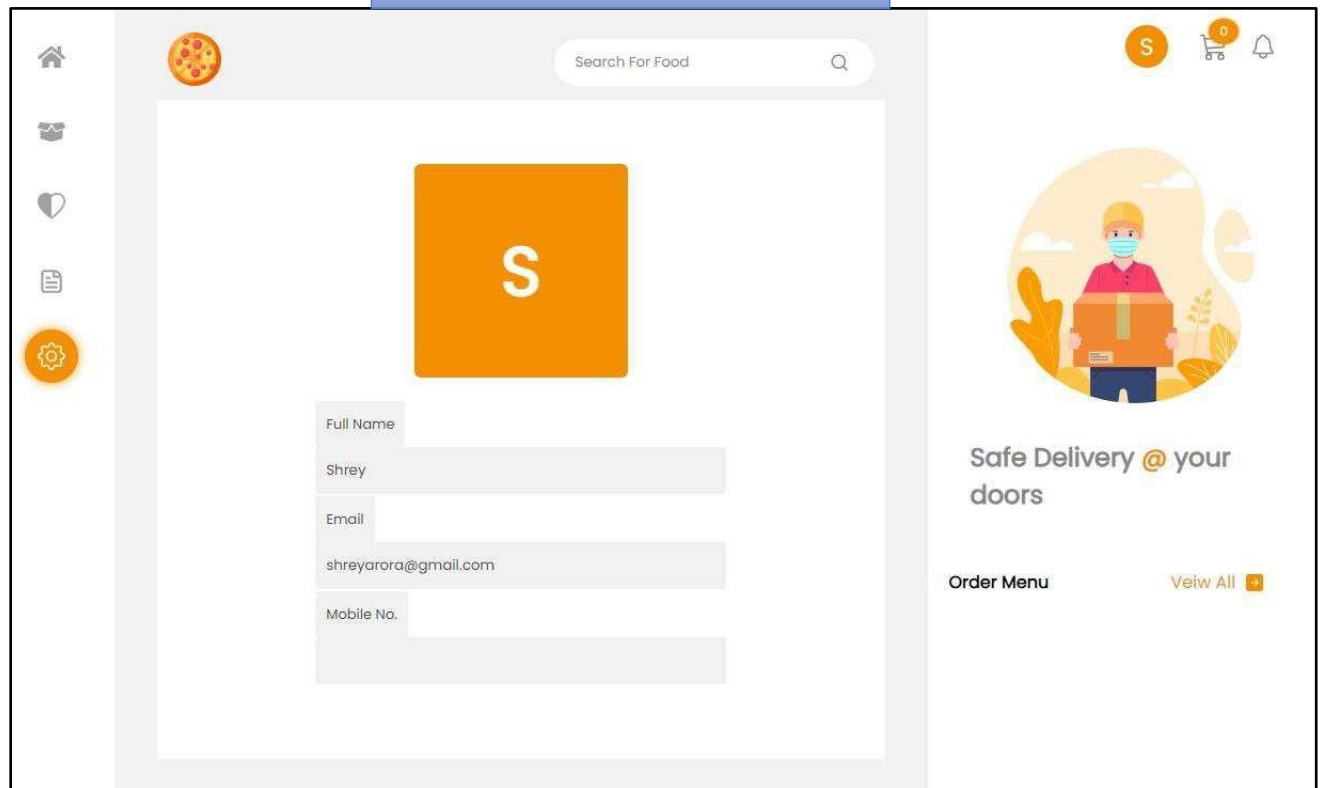 Search For Food
S
0
S
Full Name
Shrey
Email
shreyarora@gmail.com
Mobile No.
Safe Delivery @ your
doors
Order Menu
Veiw All